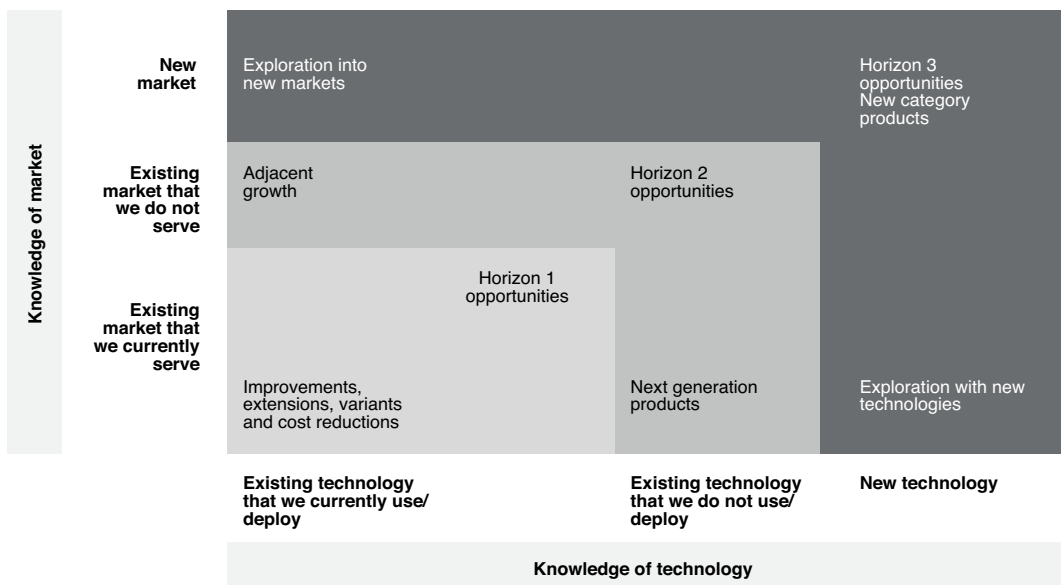 Knowledge of market
New
market
Exploration into
new markets
Horizon 3
opportunities
New category
products
Existing
market that
we do not
serve
Adjacent
growth
Horizon 2
opportunities
Existing
market that
we currently
serve
Horizon 1
opportunities
Improvements,
extensions, variants
and cost reductions
Next generation
products
Exploration with new
technologies
Existing technology
that we currently use/
deploy
Existing technology
that we do not use/
deploy
New technology
Knowledge of technology